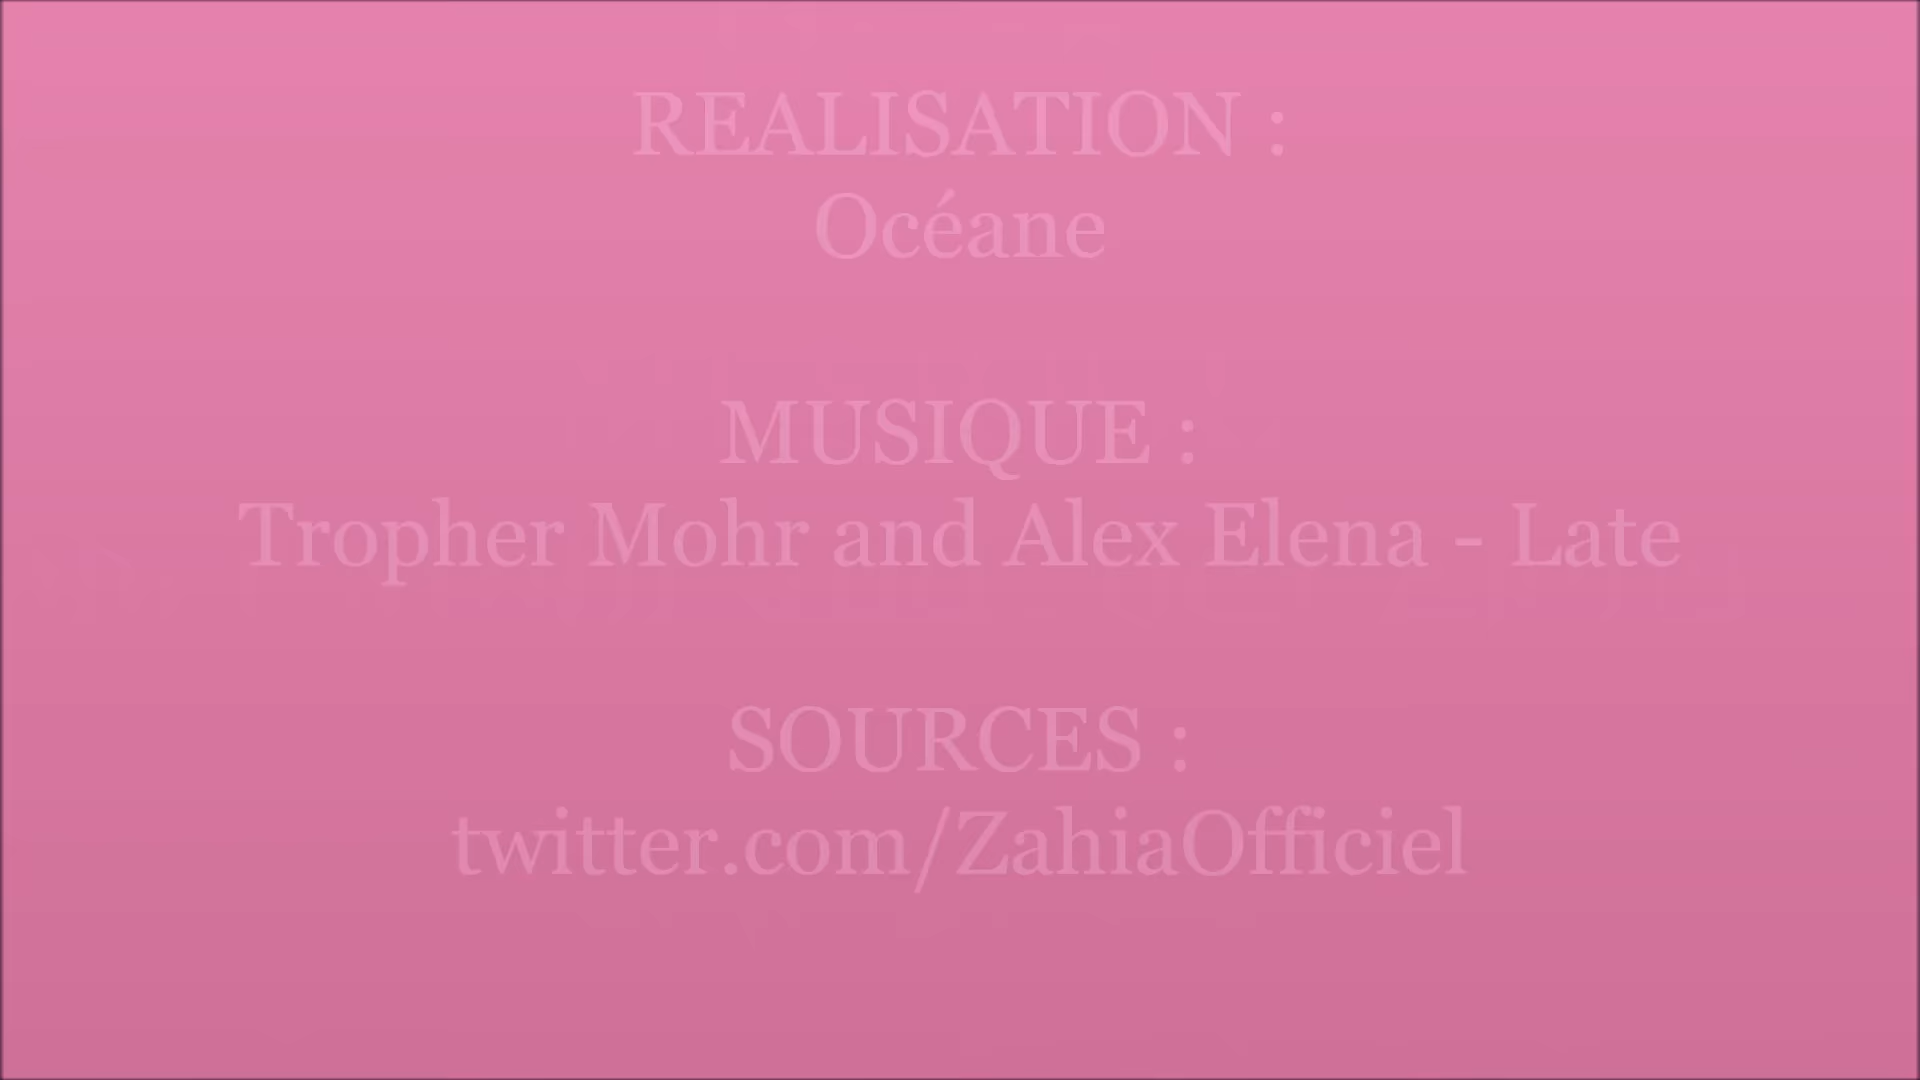 REALISATION :
Océane
MUSIQUE :
Tropher Mohr and Alex Elena - Late
SOURCES :
twitter.com/ZahiaOfficiel